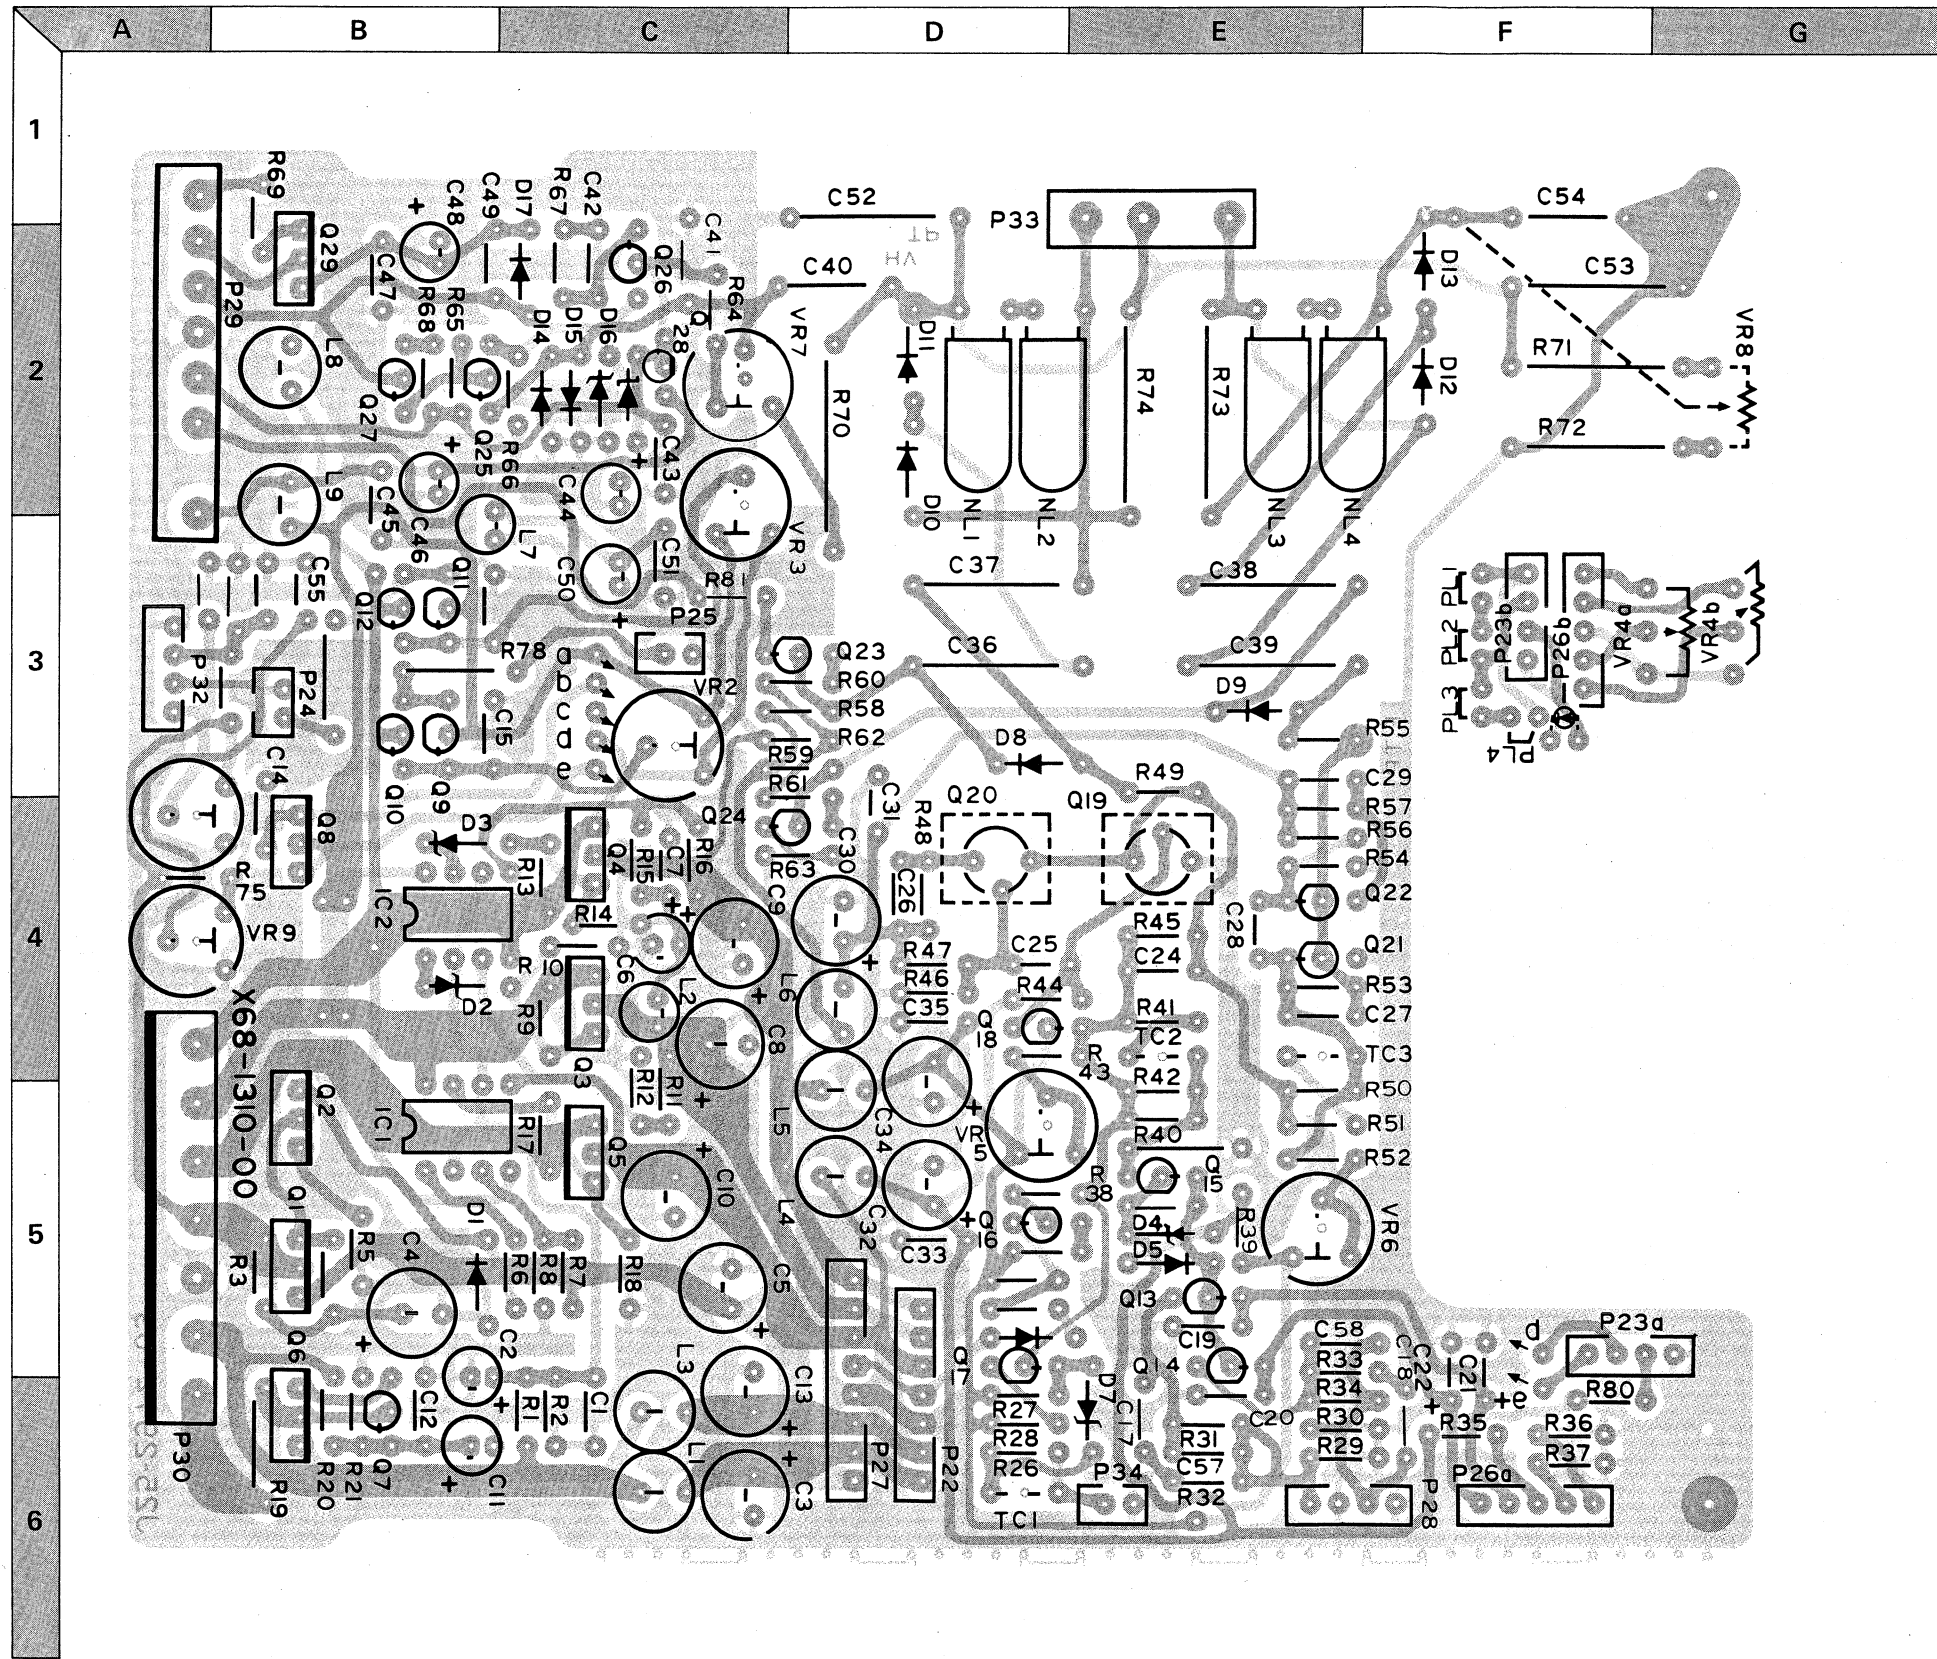 A B C D E F G
1
R69 C48 C49 D17 R67 C42 C41 C52 P33 C54
Q29 C47 Q26 TP VH C40 D13 C53
P29 R68 R65 D14 D15 D16 Q 28 R64 VR7 D11 VR8
2
L8 R70 R74 R73 D12 R71
Q27 Q25 R66 C43 R72
L9 C45 C46 C44 L7 VR3 D10 NL1 NL2 NL3 NL4
C55 Q12 Q11 C50 C51 R81 C37 C38 PL1 P23b P26b VR4a VR4b
3
P32 P24 R78 P25 Q23 C36 C39 PL2
a b c d e VR2 R60 D9 PL3
C14 C15 R58 R62 D8 R55 PL4
Q10 Q9 R59 R61 C31 R49 C29
Q8 D3 Q24 R48 Q20 Q19 R57
R56
R13 Q4 R15 C7 R16 R63 C30 R54
R 75 IC2 R14 C9 C26 C28 Q22
4
VR9 R10 C6 L2 L6 R47 C25 R45 Q21
D2 R9 R46 R44 C24 R53
X68-1310-00 C8 C35 Q 18 R41 C27
Q3 R 43 TC2 TC3
Q2 R12 R11 R42 R50
IC1 R17 Q5 L5 C34 VR5 R40 R51
C10 R 38 Q 15 R52
5
Q1 D1 L4 C32 Q 16 D4 R39 VR6
R3 R5 C4 R6 R8 R7 R18 C5 C33 D5
Q13 P23a
Q6 C2 L3 C13 Q 17 C19 C58 C18 C22 C21 b
D7 Q14 R33
R1 R2 C1 C12 R27 C17 C20 R34 R80 a
R30 R35 R36
L1 P27 P22 R28 R31 R29 R37
P30 R26 P34 C57 P26a
R19 R20 R21 Q7 C11 C3 R32 P28
6
TC1